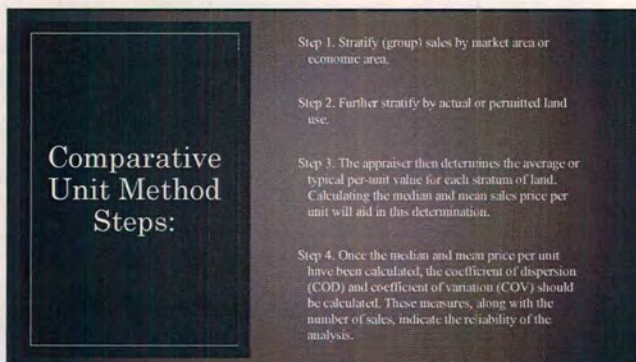 Comparative
Unit Method
Steps:
Step 1. Stratify (group) sales by market area or
economic area.
Step 2. Further stratify by actual or permitted land
use.
Step 3. The appraiser then determines the average or
typical per-unit value for each stratum of land.
Calculating the median and mean sales price per
unit will aid in this determination.
Step 4. Once the median and mean price per unit
have been calculated, the coefficient of dispersion
(COD) and coefficient of variation (COV) should
be calculated. These measures, along with the
number of sales, indicate the reliability of the
analysis.